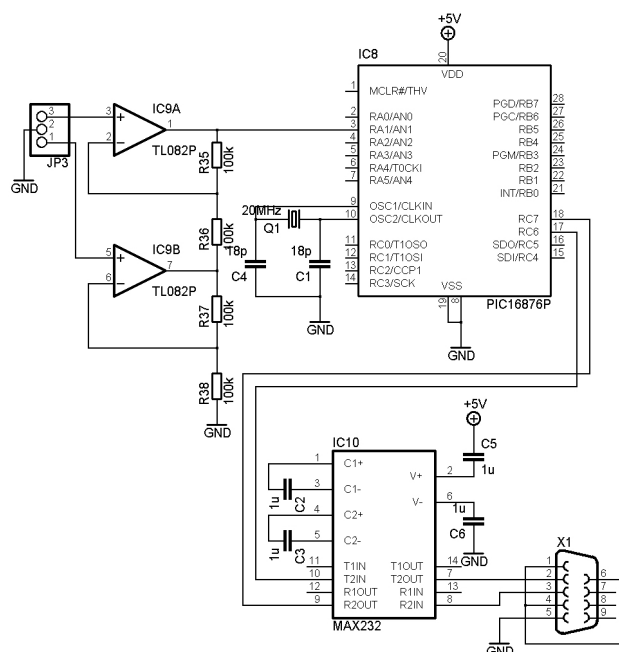 +5V
IC8
20
VDD
1 MCLR#/THV
PGD/RB7 28
2 RA0/AN0
PGC/RB6 27
3 RA1/AN1
RB5 26
4 RA2/AN2
RB4 25
5 RA3/AN3
PGM/RB3 24
6 RA4/T0CKI
RB2 23
7 RA5/AN4
RB1 22
INT/RB0 21
9 OSC1/CLKIN
10 OSC2/CLKOUT
RC7 18
RC6 17
11 RC0/T1OSO
SDO/RC5 16
12 RC1/T1OSI
SDI/RC4 15
13 RC2/CCP1
14 RC3/SCK
VSS
19 8
PIC16876P
GND
3
2
1
JP3
GND
IC9A
3 +
2 -
1
TL082P
R35
100k
R36
100k
IC9B
5 +
6 -
7
TL082P
R37
100k
R38
100k
GND
20MHz
Q1
18p
C4
18p
C1
GND
+5V
IC10
C5
1u
1 C1+
V+ 2
3 C1-
V- 6
4 C2+
5 C2-
1u
C2
1u
C3
1u
C6
GND
11 T1IN
T1OUT 14
10 T2IN
T2OUT 7
12 R1OUT
R1IN 13
9 R2OUT
R2IN 8
MAX232
X1
1
2
3
4
5
6
7
8
9
GND